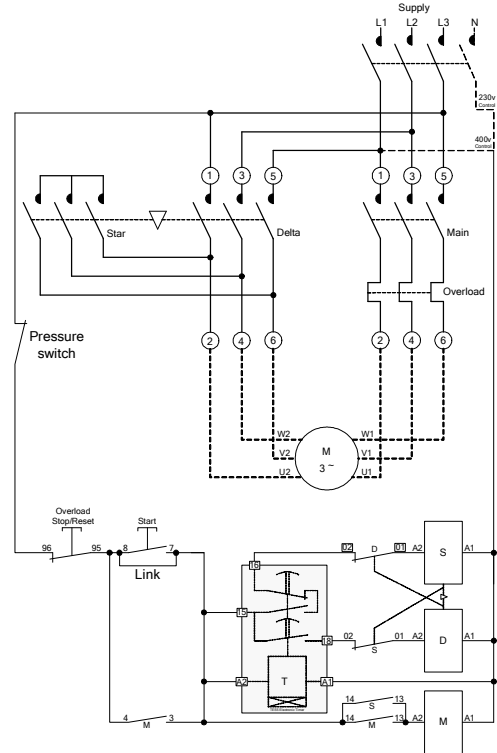 Supply
L1 L2 L3 N
230v
Control
400v
Control
1 3 5 1 3 5
Star Delta Main
Overload
Pressure
switch
2 4 6 2 4 6
W2 W1
M
V2 V1
3 ~
U2 U1
Overload
Stop/Reset Start
02 D 01 A2 S A1
96 95 8 7
16
Link
15
18 02 01 A2 D A1
S
A2 T A1
14 13
S
4 3 14 13 A2 M A1
M M